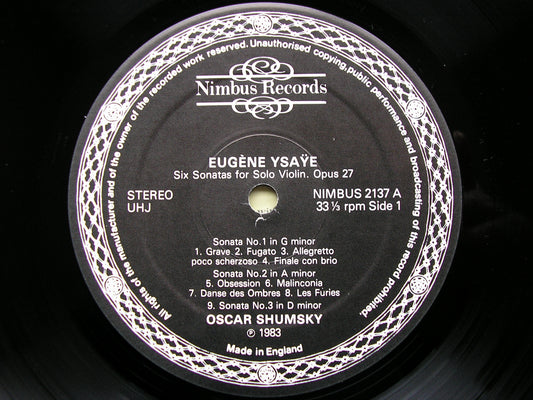 All rights of the manufacturer and of the owner of the recorded work reserved. Unauthorised copying, public performance and broadcasting of this record prohibited.
Nimbus Records
EUGÈNE YSAŸE
Six Sonatas for Solo Violin. Opus 27
STEREO
UHJ
NIMBUS 2137 A
33 ⅓ rpm Side 1
Sonata No.1 in G minor
1. Grave 2. Fugato 3. Allegretto
poco scherzoso 4. Finale con brio
Sonata No.2 in A minor
5. Obsession 6. Malinconia
7. Danse des Ombres 8. Les Furies
9. Sonata No.3 in D minor
OSCAR SHUMSKY
℗ 1983
Made in England